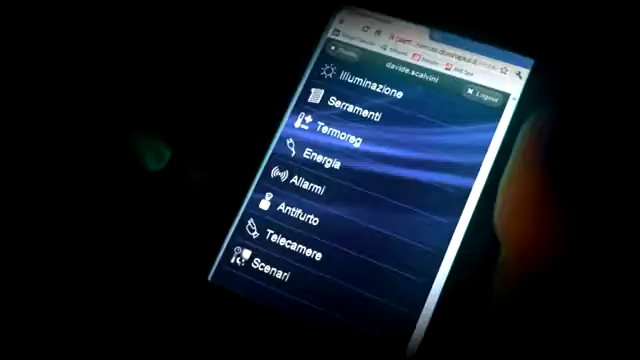 davide.scalvini
Logout
Illuminazione
Serramenti
Termoreg
Energia
Allarmi
Antifurto
Telecamere
Scenari